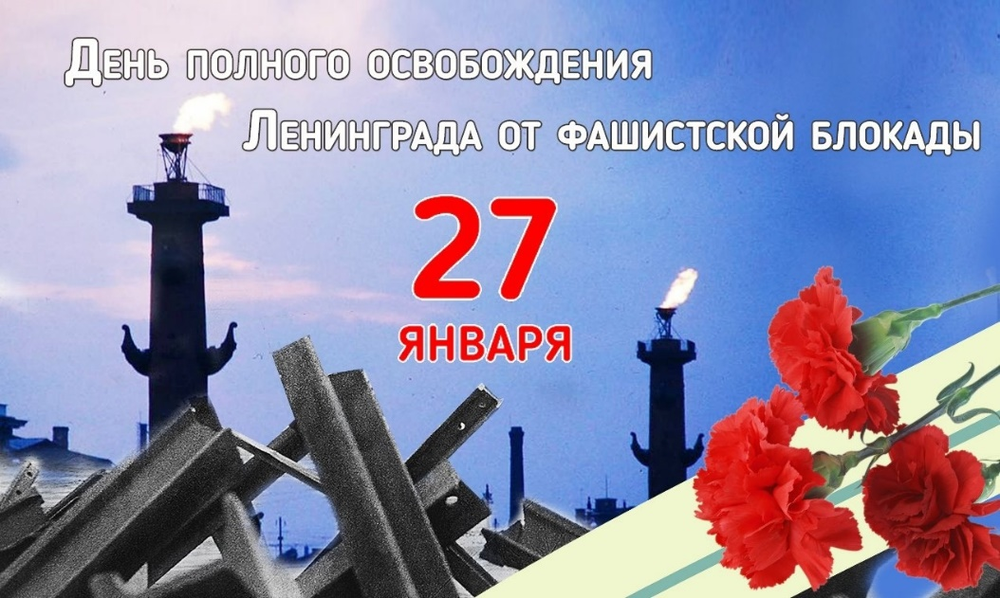 День полного освобождения
Ленинграда от фашистской блокады
27
января